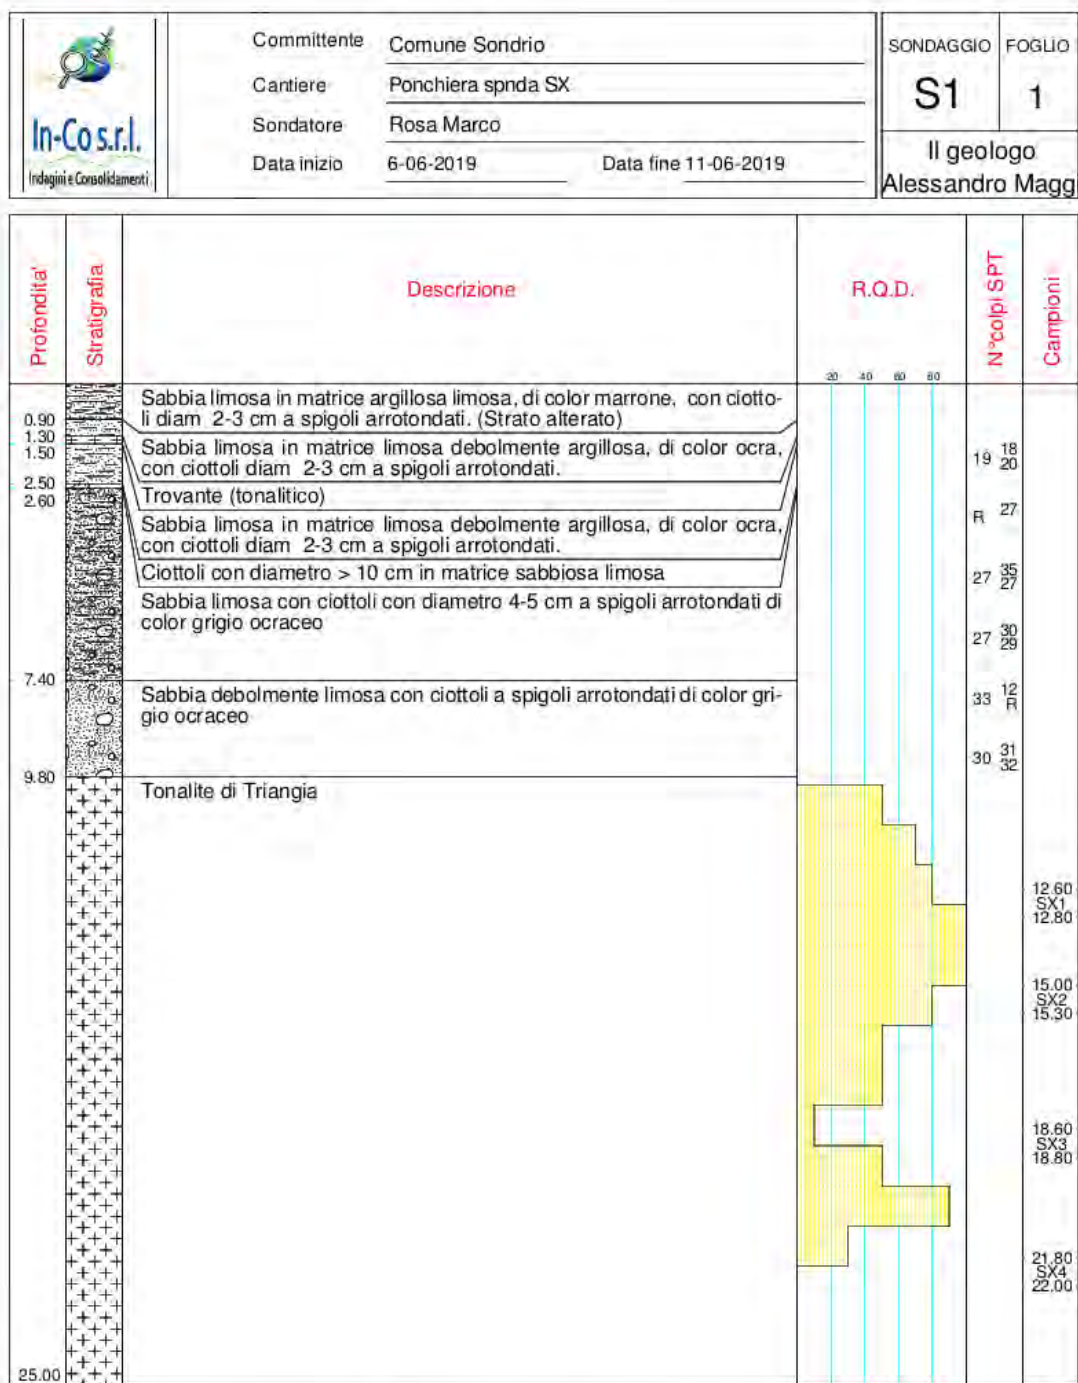 In-Co s.r.l.
Indagini e Consolidamenti
Committente Comune Sondrio
Cantiere Ponchiera spnda SX
Sondatore Rosa Marco
Data inizio 6-06-2019 Data fine 11-06-2019
SONDAGGIO FOGLIO
S1 1
Il geologo
Alessandro Magg
Profondita' Stratigrafia Descrizione R.Q.D. N°colpi SPT Campioni
20 40 60 80
Sabbia limosa in matrice argillosa limosa, di color marrone, con ciotto-
li diam 2-3 cm a spigoli arrotondati. (Strato alterato)
0.90
1.30
1.50
2.50
2.60
Sabbia limosa in matrice limosa debolmente argillosa, di color ocra,
con ciottoli diam 2-3 cm a spigoli arrotondati.
19 18
20
Trovante (tonalitico)
R 27
Sabbia limosa in matrice limosa debolmente argillosa, di color ocra,
con ciottoli diam 2-3 cm a spigoli arrotondati.
Ciottoli con diametro > 10 cm in matrice sabbiosa limosa
27 35
27
Sabbia limosa con ciottoli con diametro 4-5 cm a spigoli arrotondati di
color grigio ocraceo
27 30
29
7.40
Sabbia debolmente limosa con ciottoli a spigoli arrotondati di color gri-
gio ocraceo
33 12
R
30 31
32
9.80
Tonalite di Triangia
12.60
SX1
12.80
15.00
SX2
15.30
18.60
SX3
18.80
21.80
SX4
22.00
25.00